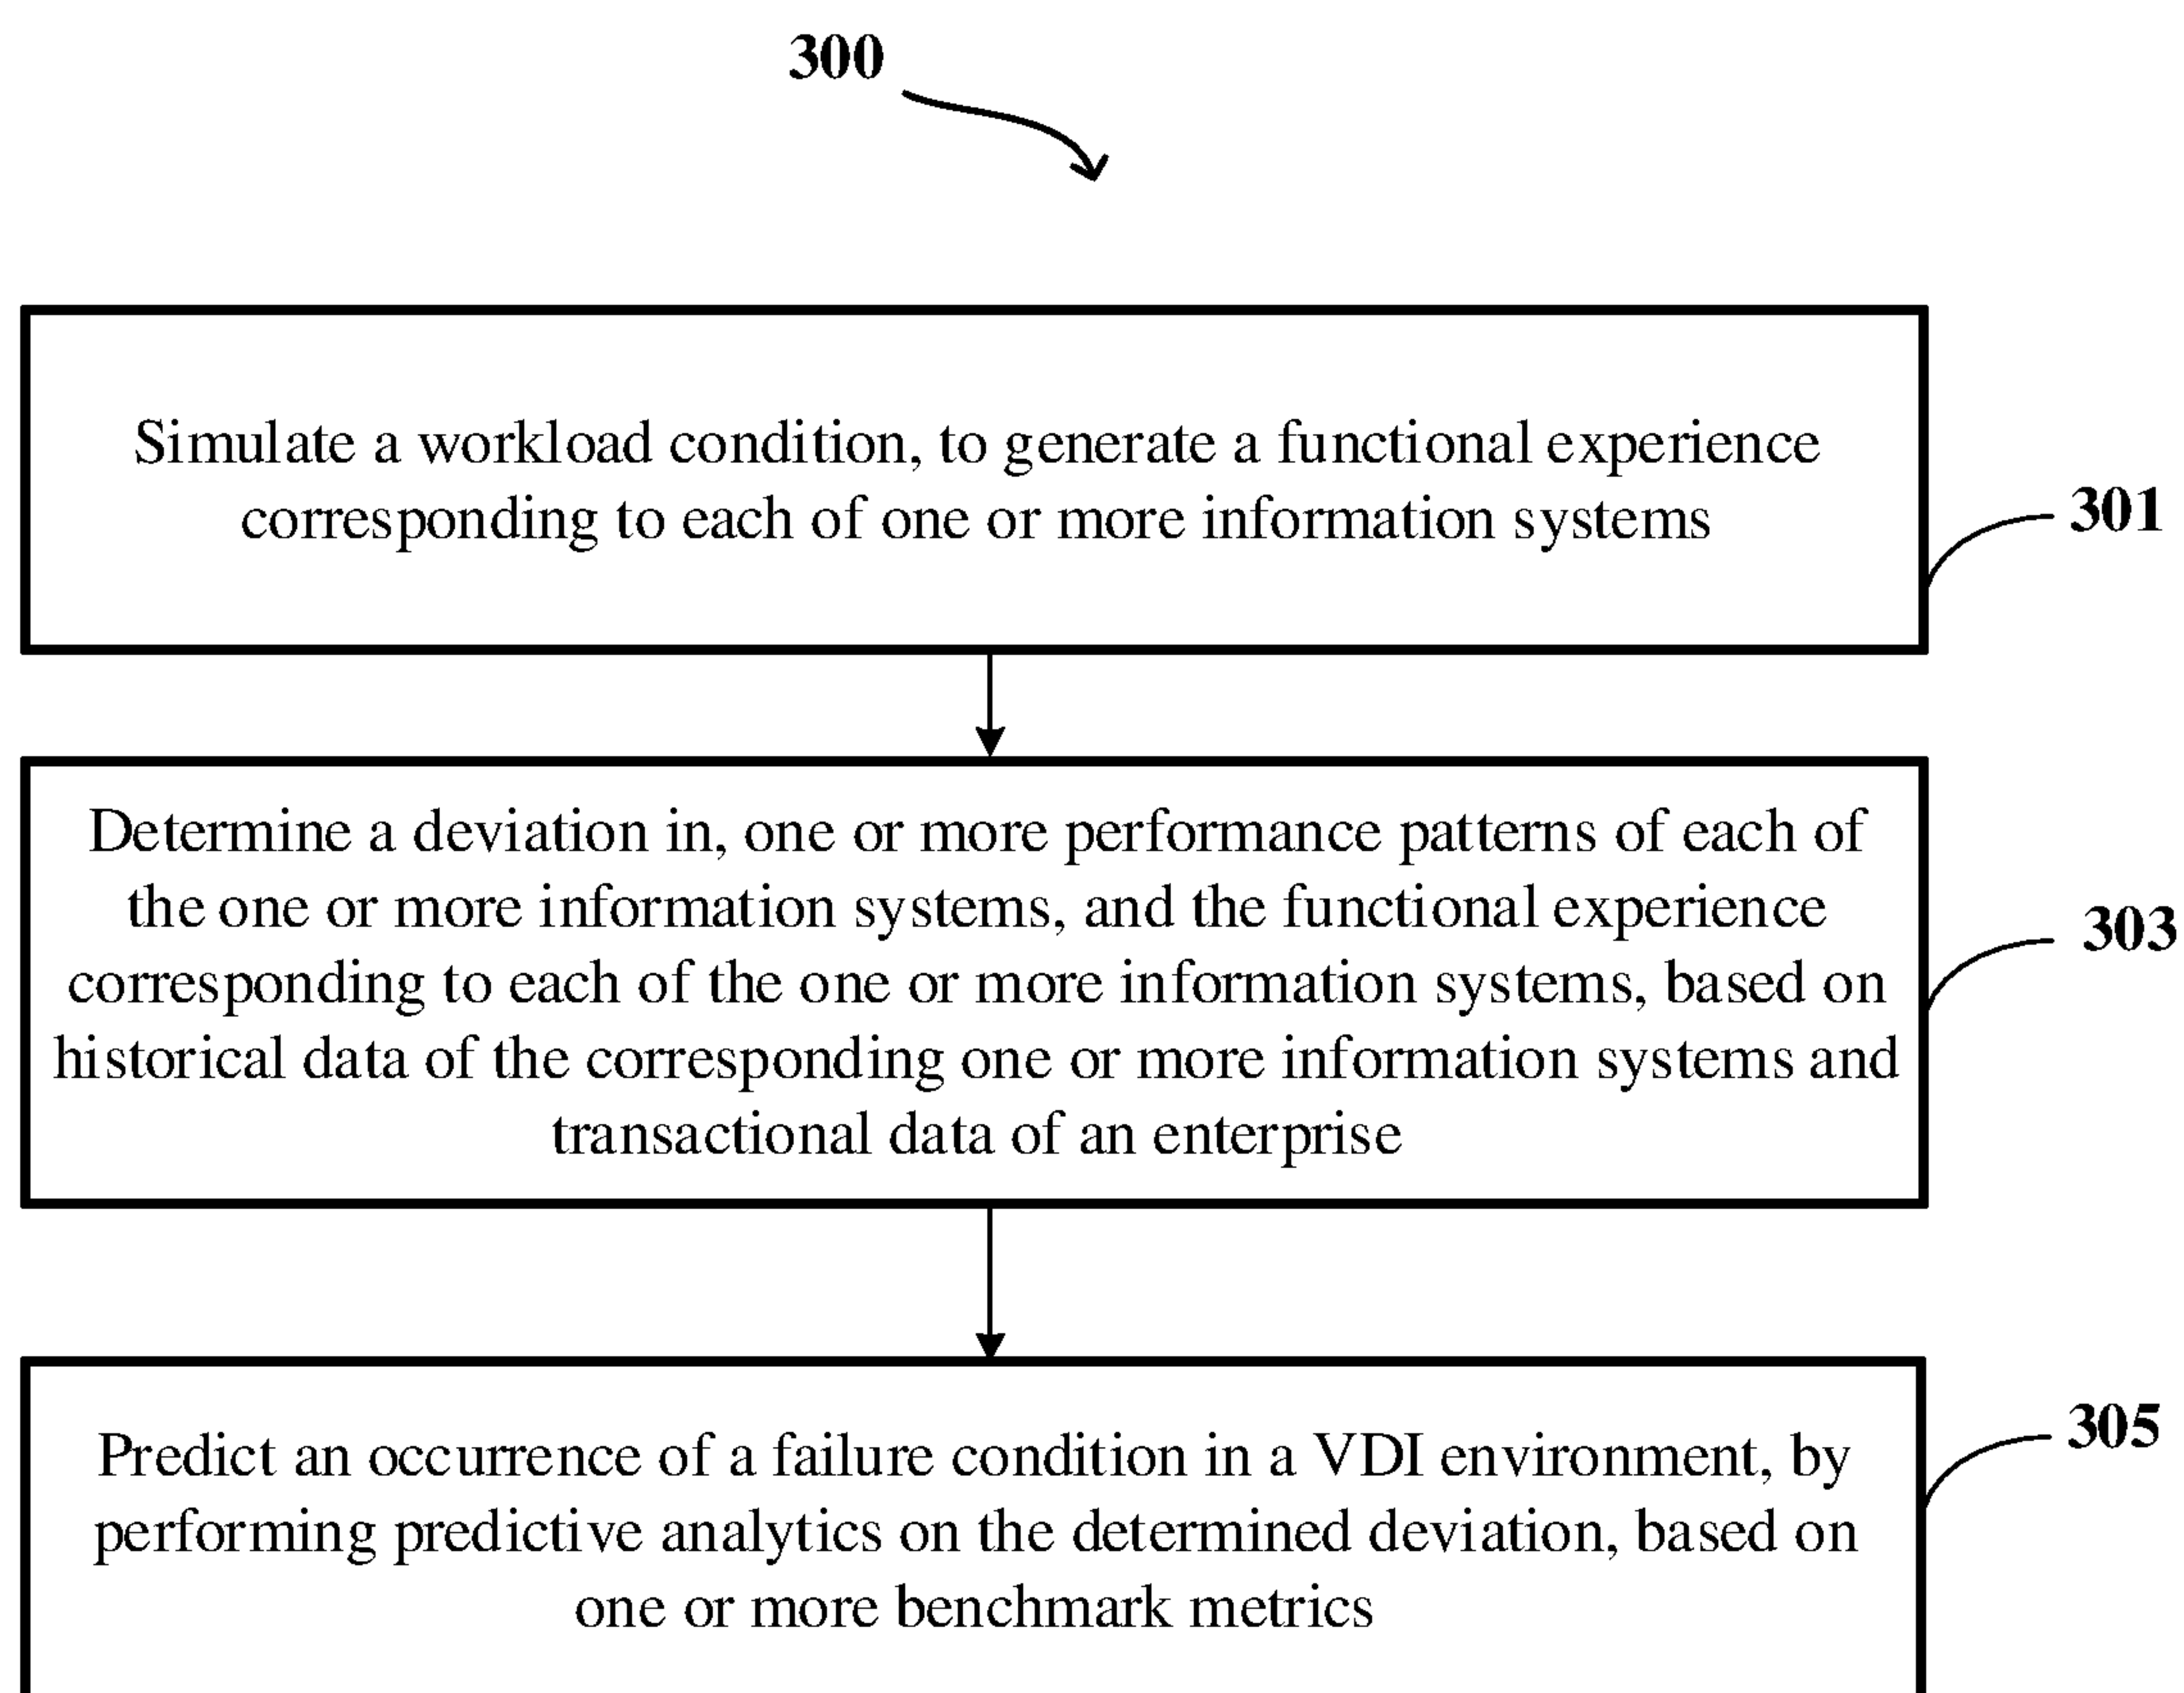 300
Simulate a workload condition, to generate a functional experience
corresponding to each of one or more information systems
301
Determine a deviation in, one or more performance patterns of each of
the one or more information systems, and the functional experience
corresponding to each of the one or more information systems, based on
historical data of the corresponding one or more information systems and
transactional data of an enterprise
303
Predict an occurrence of a failure condition in a VDI environment, by
performing predictive analytics on the determined deviation, based on
one or more benchmark metrics
305